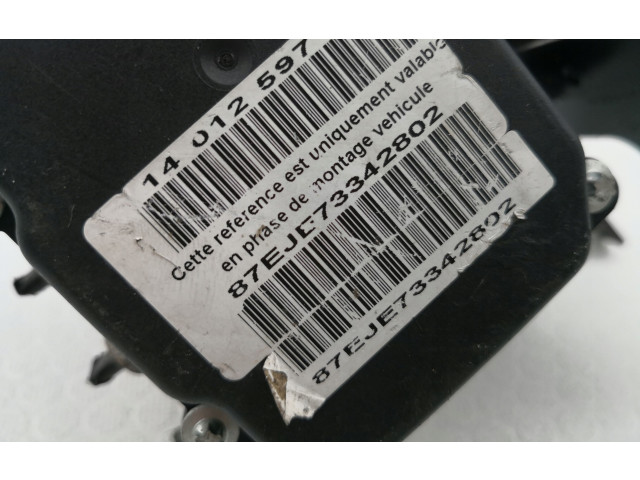 14 012 597
Cette reference est uniquement valable
en phase de montage vehicule
87EJE73342802
87EJE73342802